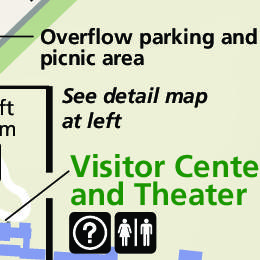 Overflow parking and
picnic area
See detail map
at left
ft
m
Visitor Cente
and Theater
?